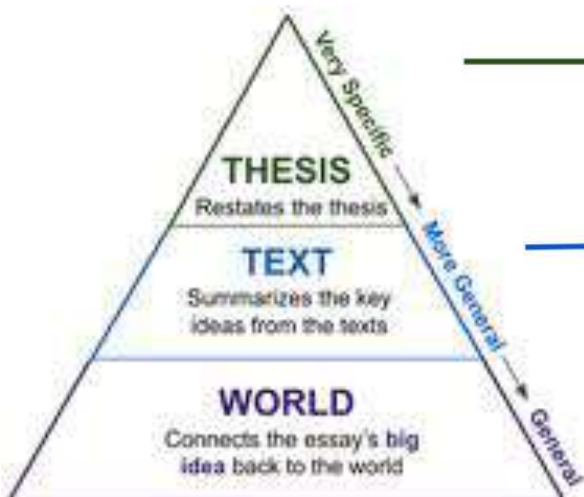 Very Specific
THESIS
Restates the thesis
More General
TEXT
Summarizes the key
ideas from the texts
General
WORLD
Connects the essay's big
idea back to the world